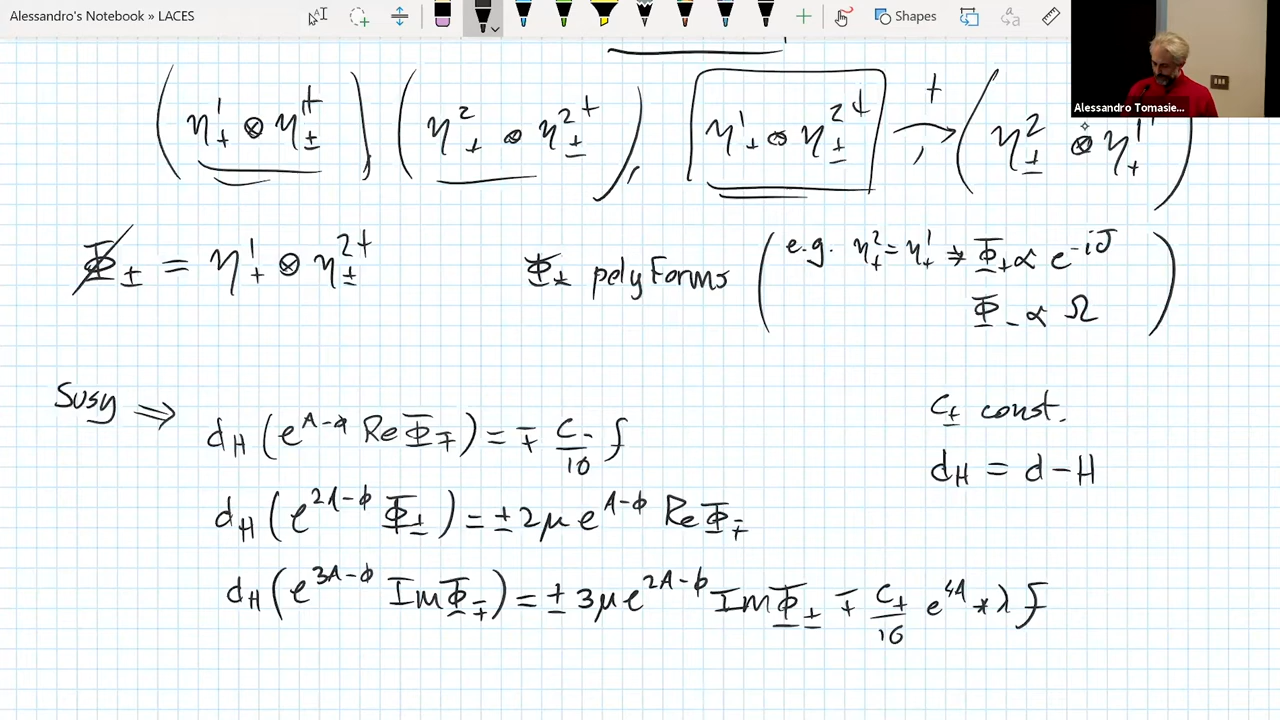 Alessandro's Notebook » LACES
Shapes
Alessandro Tomasie...
(η¹₊ ⊗ η¹†±), (η²₊ ⊗ η²†±), η¹₊ ⊗ η²†± →† (η²± ⊗ η¹†₊)
Φ̸± = η¹₊ ⊗ η²†± Φ± polyForms (e.g. η²₊ = η¹₊ ⇒ Φ₊ ∝ e^{-iJ}
Φ₋ ∝ Ω)
Susy ⇒ d_H (e^{A-φ} Re Φ∓) = ∓ c₋/16 f c± const.
d_H (e^{2A-φ} Φ±) = ±2μ e^{A-φ} Re Φ∓ d_H = d - H
d_H (e^{3A-φ} Im Φ∓) = ± 3μ e^{2A-φ} Im Φ± ∓ c₊/16 e^{4A} *λ f